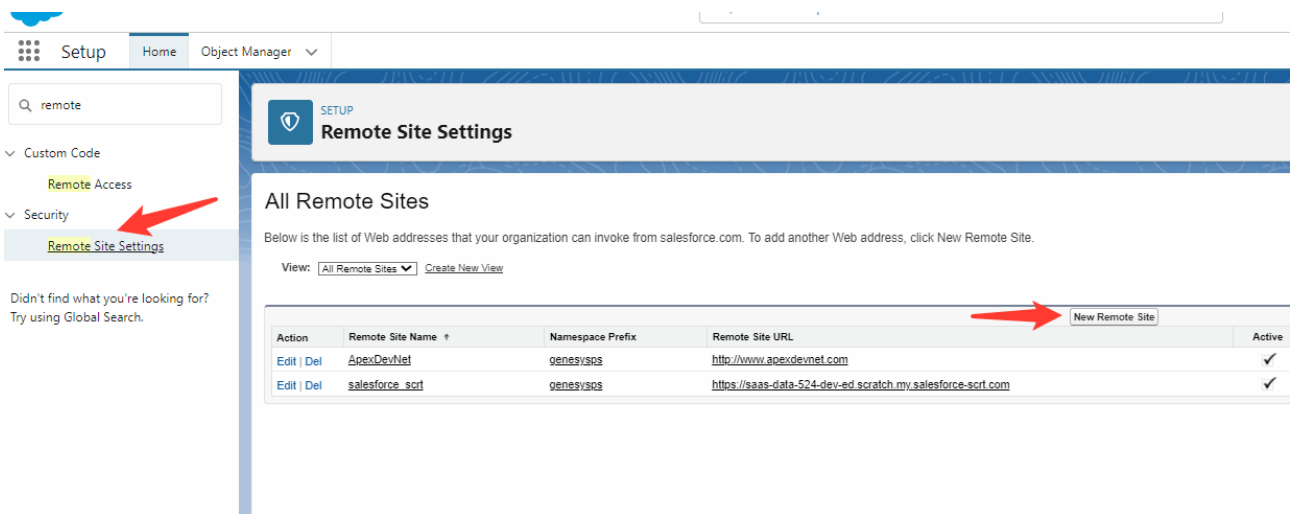 Setup
Home
Object Manager
remote
Custom Code
Remote Access
Security
Remote Site Settings
Didn't find what you're looking for?
Try using Global Search.
SETUP
Remote Site Settings
All Remote Sites
Below is the list of Web addresses that your organization can invoke from salesforce.com. To add another Web address, click New Remote Site.
View: All Remote Sites Create New View
New Remote Site
Action Remote Site Name ↑ Namespace Prefix Remote Site URL Active
Edit | Del ApexDevNet genesysps http://www.apexdevnet.com ✓
Edit | Del salesforce_scrt genesysps https://saas-data-524-dev-ed.scratch.my.salesforce-scrt.com ✓